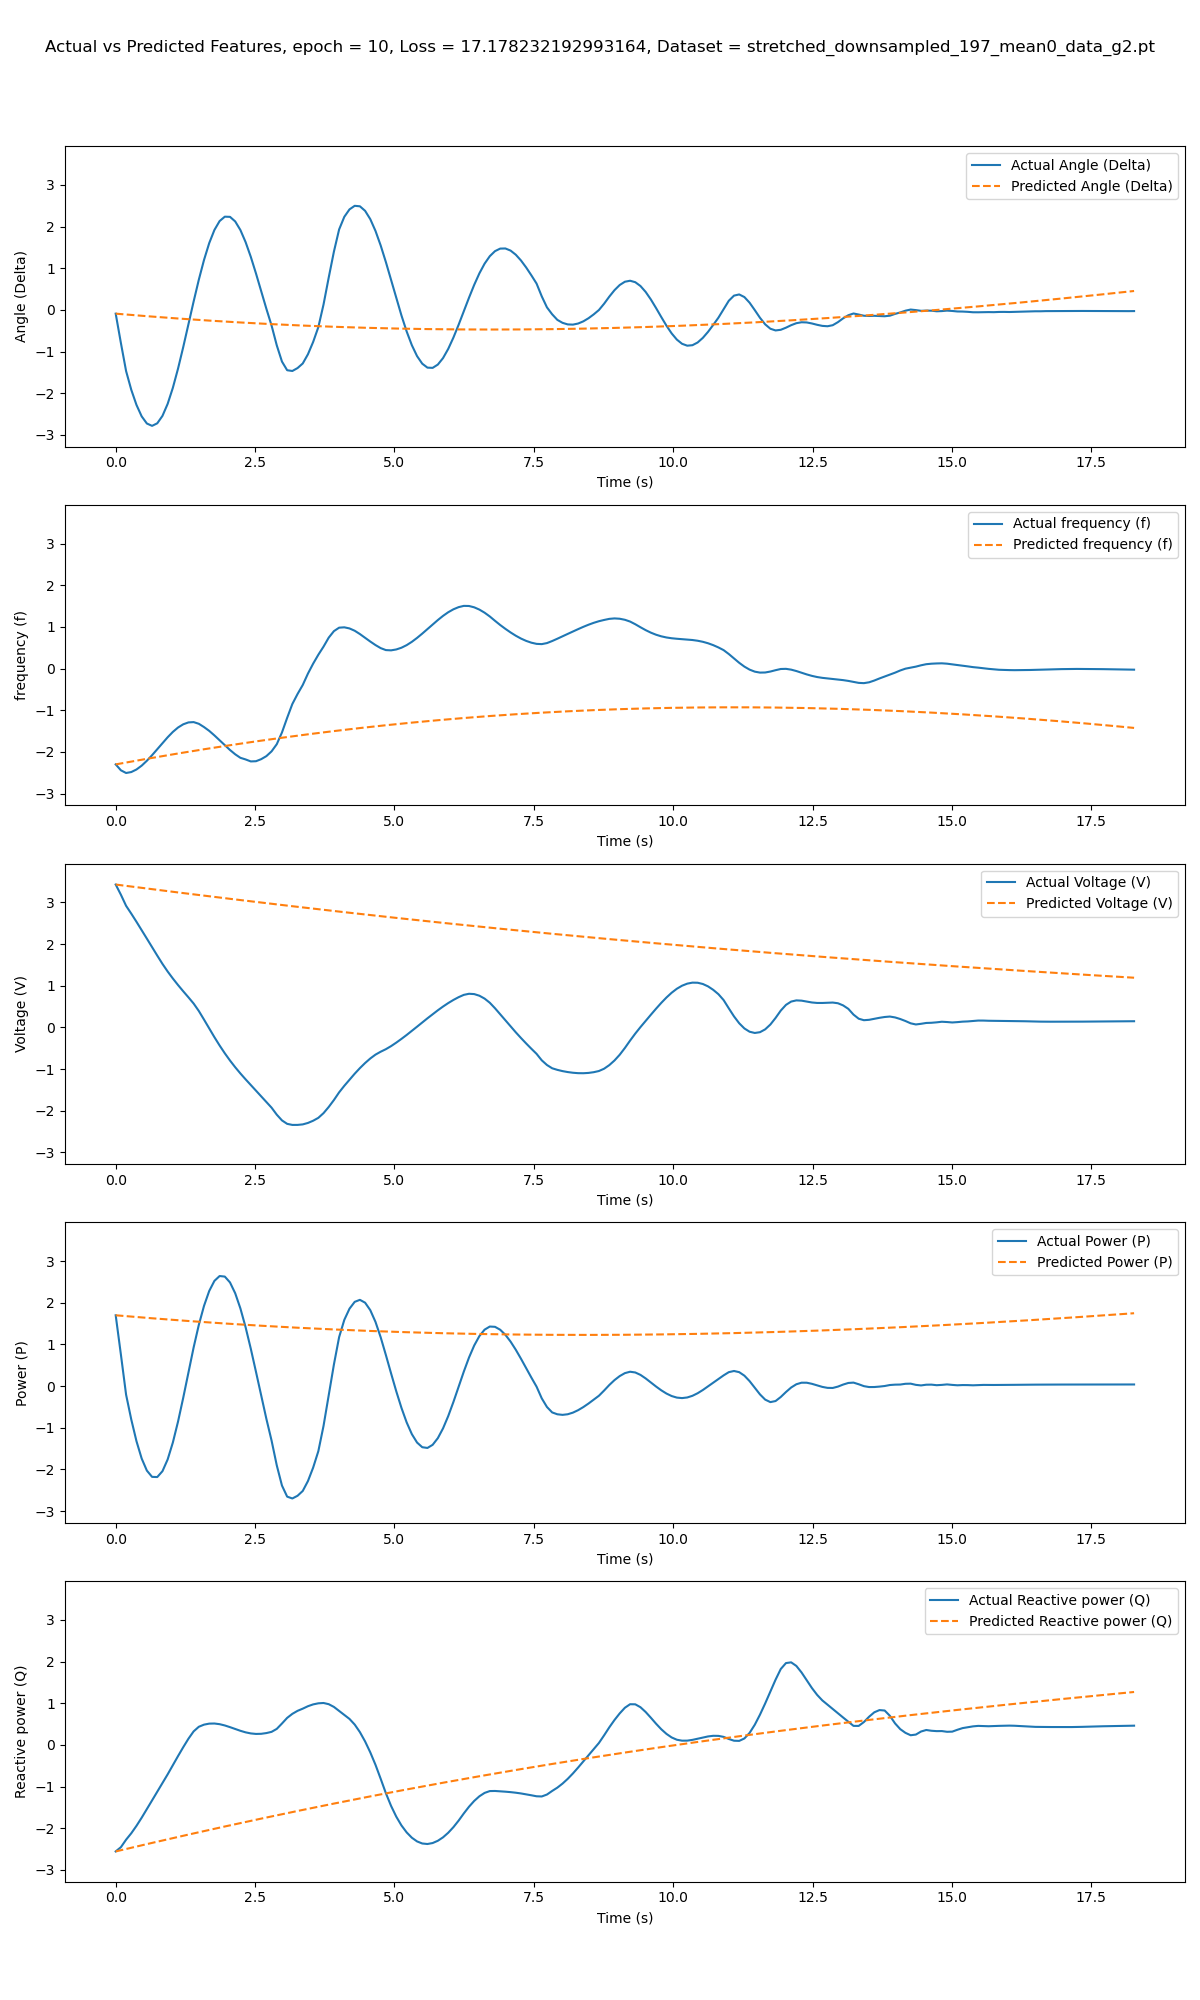 Actual vs Predicted Features, epoch = 10, Loss = 17.178232192993164, Dataset = stretched_downsampled_197_mean0_data_g2.pt
Actual Angle (Delta)
Predicted Angle (Delta)
Angle (Delta)
3
2
1
0
−1
−2
−3
0.0 2.5 5.0 7.5 10.0 12.5 15.0 17.5
Time (s)
Actual frequency (f)
Predicted frequency (f)
frequency (f)
3
2
1
0
−1
−2
−3
0.0 2.5 5.0 7.5 10.0 12.5 15.0 17.5
Time (s)
Actual Voltage (V)
Predicted Voltage (V)
Voltage (V)
3
2
1
0
−1
−2
−3
0.0 2.5 5.0 7.5 10.0 12.5 15.0 17.5
Time (s)
Actual Power (P)
Predicted Power (P)
Power (P)
3
2
1
0
−1
−2
−3
0.0 2.5 5.0 7.5 10.0 12.5 15.0 17.5
Time (s)
Actual Reactive power (Q)
Predicted Reactive power (Q)
Reactive power (Q)
3
2
1
0
−1
−2
−3
0.0 2.5 5.0 7.5 10.0 12.5 15.0 17.5
Time (s)